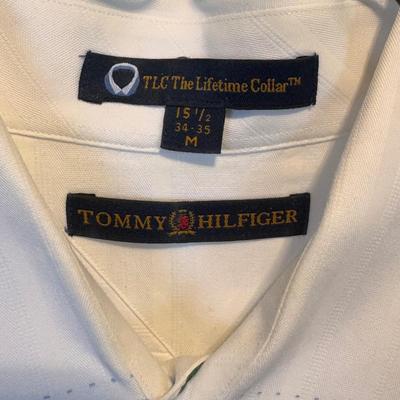 TLC The Lifetime Collar™
15 1/2
34-35
M
TOMMY HILFIGER